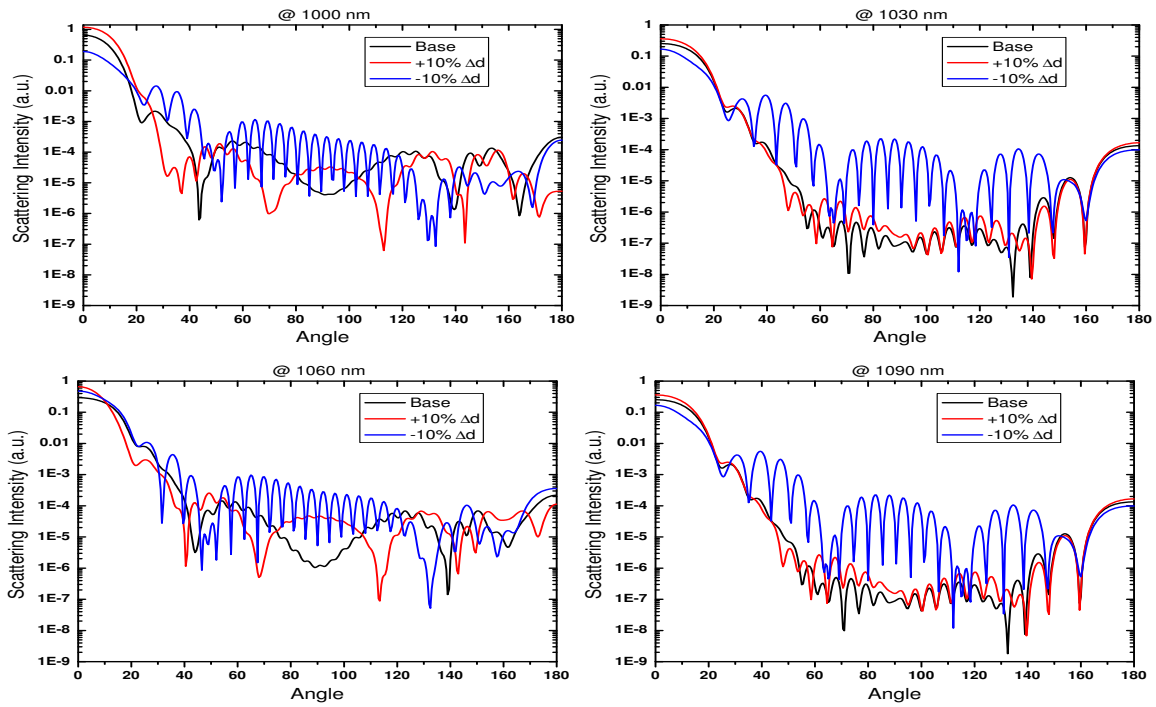 @ 1000 nm
Scattering Intensity (a.u.)
1
0.1
0.01
1E-3
1E-4
1E-5
1E-6
1E-7
1E-8
1E-9
Base
+10% Δd
-10% Δd
0 20 40 60 80 100 120 140 160 180
Angle
@ 1030 nm
Scattering Intensity (a.u.)
1
0.1
0.01
1E-3
1E-4
1E-5
1E-6
1E-7
1E-8
1E-9
Base
+10% Δd
-10% Δd
0 20 40 60 80 100 120 140 160 180
Angle
@ 1060 nm
Scattering Intensity (a.u.)
1
0.1
0.01
1E-3
1E-4
1E-5
1E-6
1E-7
1E-8
1E-9
Base
+10% Δd
-10% Δd
0 20 40 60 80 100 120 140 160 180
Angle
@ 1090 nm
Scattering Intensity (a.u.)
1
0.1
0.01
1E-3
1E-4
1E-5
1E-6
1E-7
1E-8
1E-9
Base
+10% Δd
-10% Δd
0 20 40 60 80 100 120 140 160 180
Angle